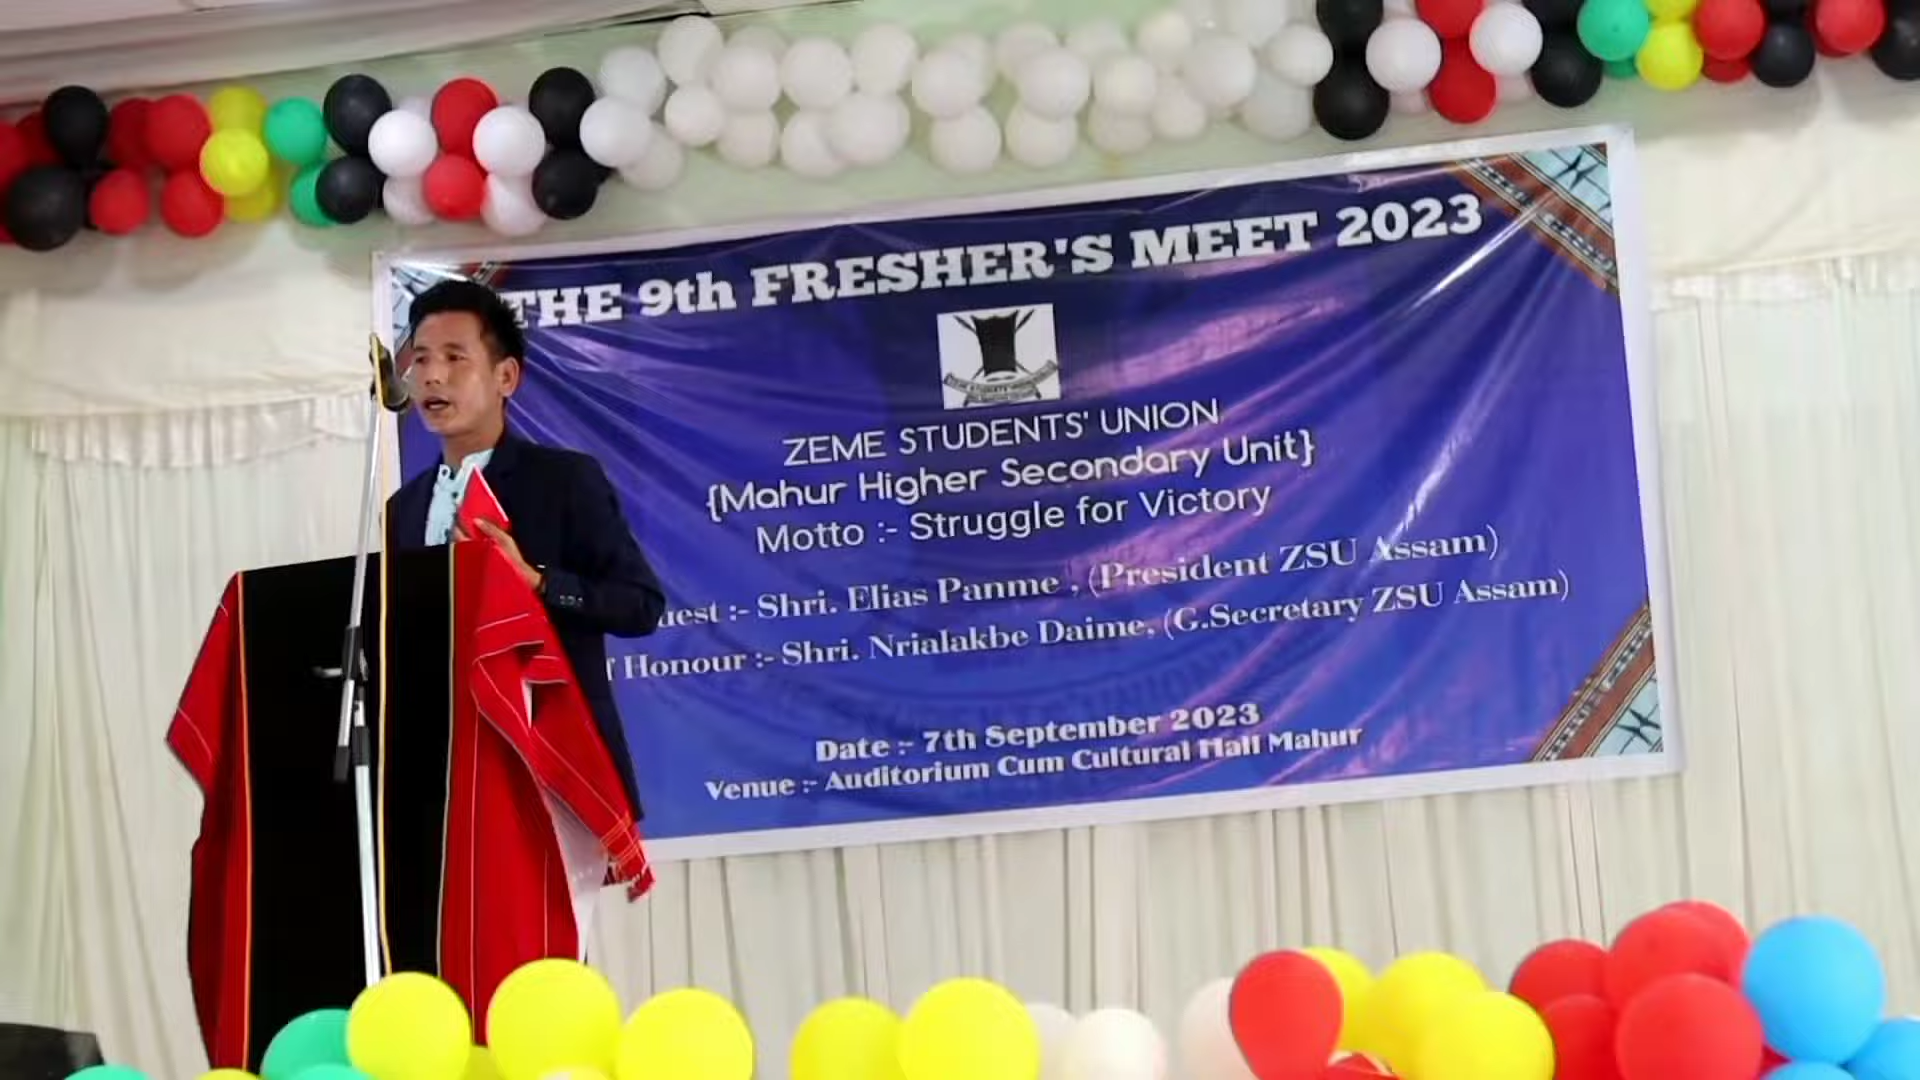 THE 9th FRESHER'S MEET 2023
ZEME STUDENTS' UNION
{Mahur Higher Secondary Unit}
Motto :- Struggle for Victory
:- Shri. Elias Panme , (President ZSU Assam)
Honour :- Shri. Nrialakbe Daime, (G.Secretary ZSU Assam)
Date :- 7th September 2023
Venue :- Auditorium Cum Cultural Hall Mahur